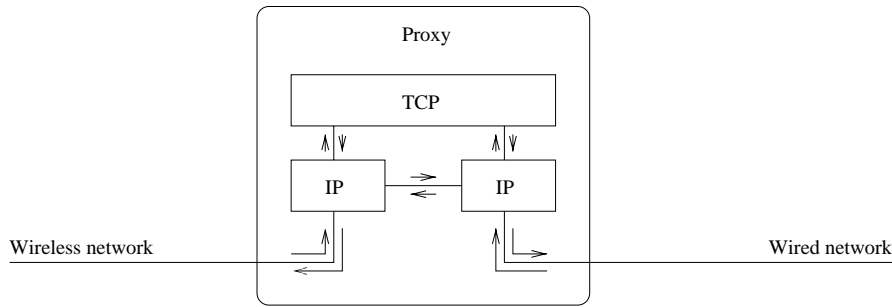 Proxy
TCP
IP
IP
Wireless network
Wired network